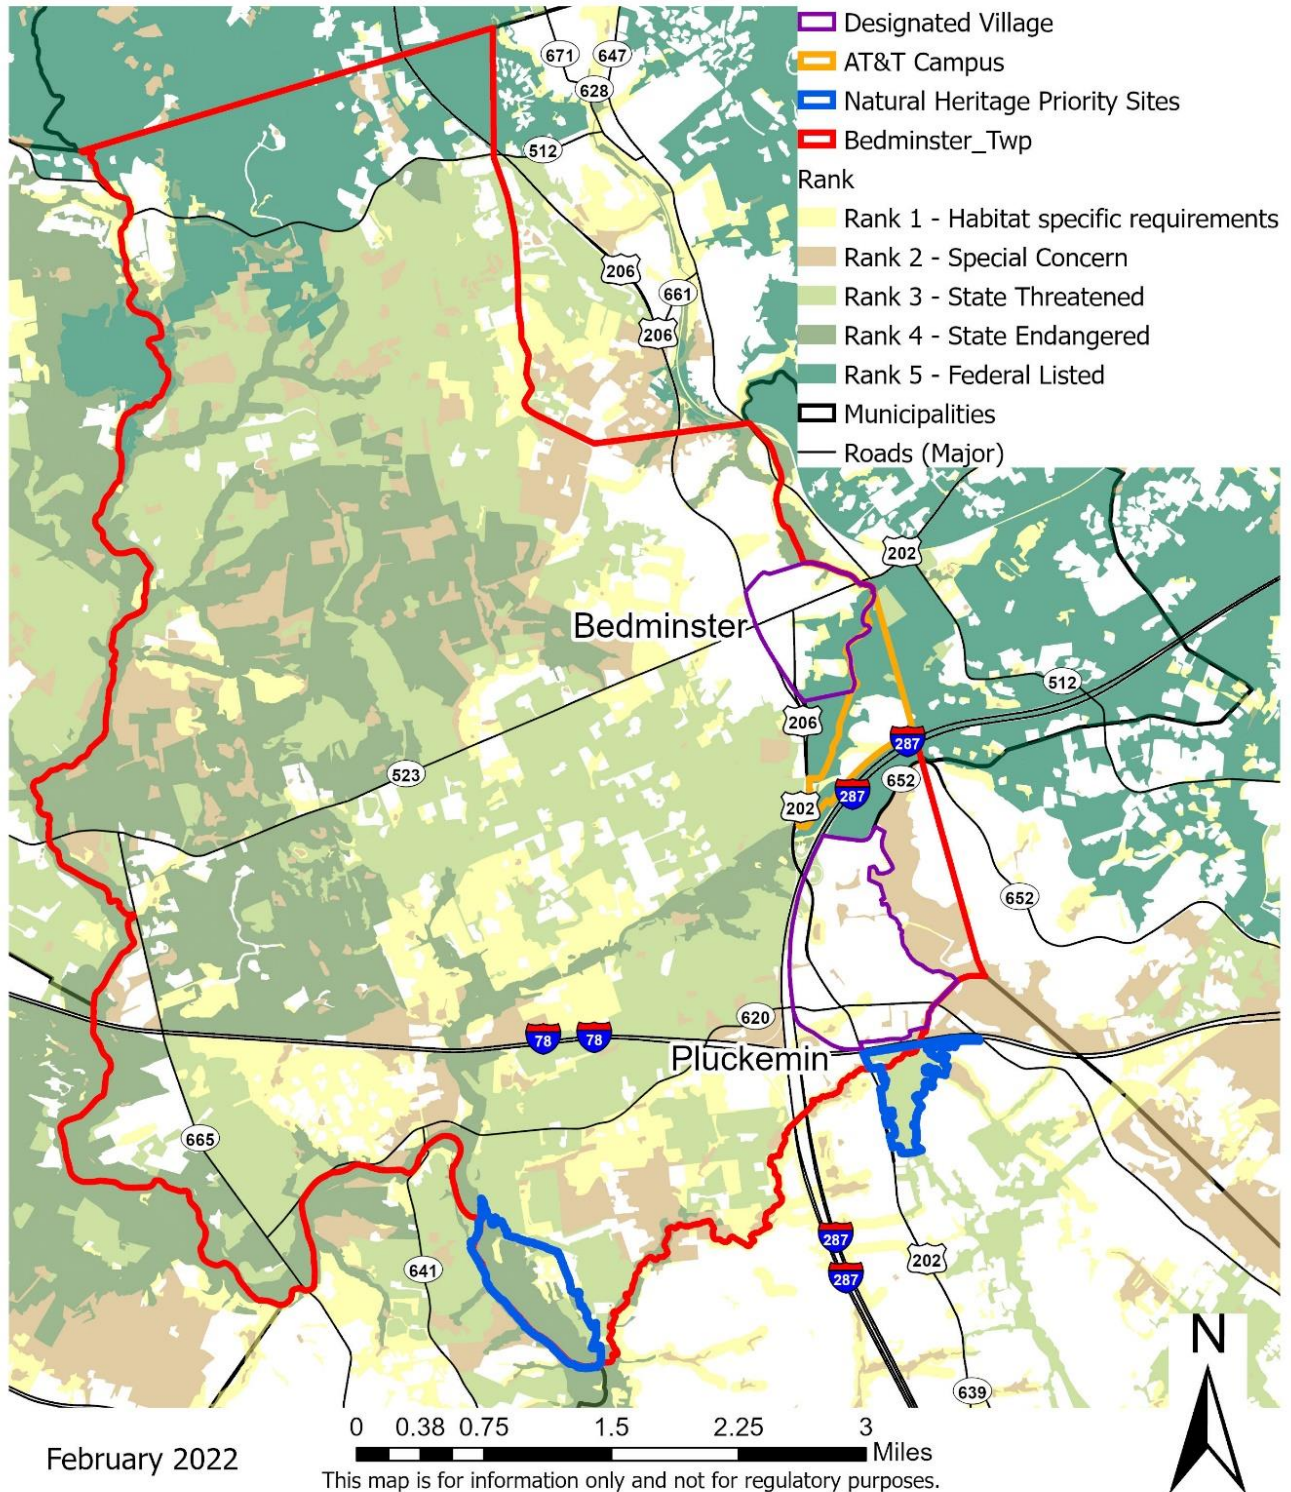 Designated Village
AT&T Campus
Natural Heritage Priority Sites
Bedminster_Twp
Rank
Rank 1 - Habitat specific requirements
Rank 2 - Special Concern
Rank 3 - State Threatened
Rank 4 - State Endangered
Rank 5 - Federal Listed
Municipalities
Roads (Major)
671
647
628
512
206
661
206
202
Bedminster
512
206
287
523
287
652
202
652
620
78
78
Pluckemin
665
287
202
641
287
639
N
0 0.38 0.75 1.5 2.25 3
Miles
February 2022
This map is for information only and not for regulatory purposes.